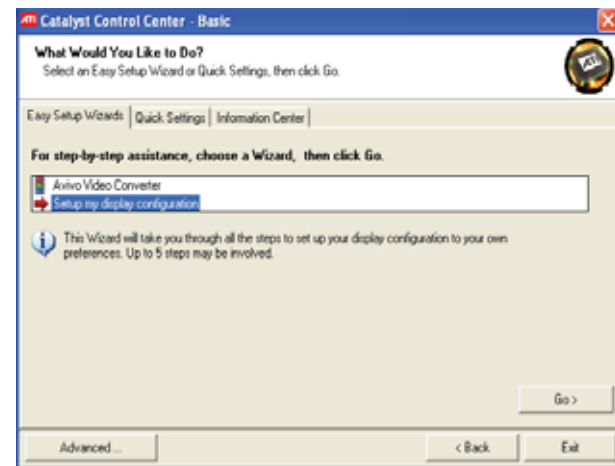 ATI Catalyst Control Center - Basic
What Would You Like to Do?
Select an Easy Setup Wizard or Quick Settings, then click Go.
ATI
Easy Setup Wizards Quick Settings Information Center
For step-by-step assistance, choose a Wizard, then click Go.
Avivo Video Converter
Setup my display configuration
This Wizard will take you through all the steps to set up your display configuration to your own
preferences. Up to 5 steps may be involved.
Go >
Advanced ... < Back Exit